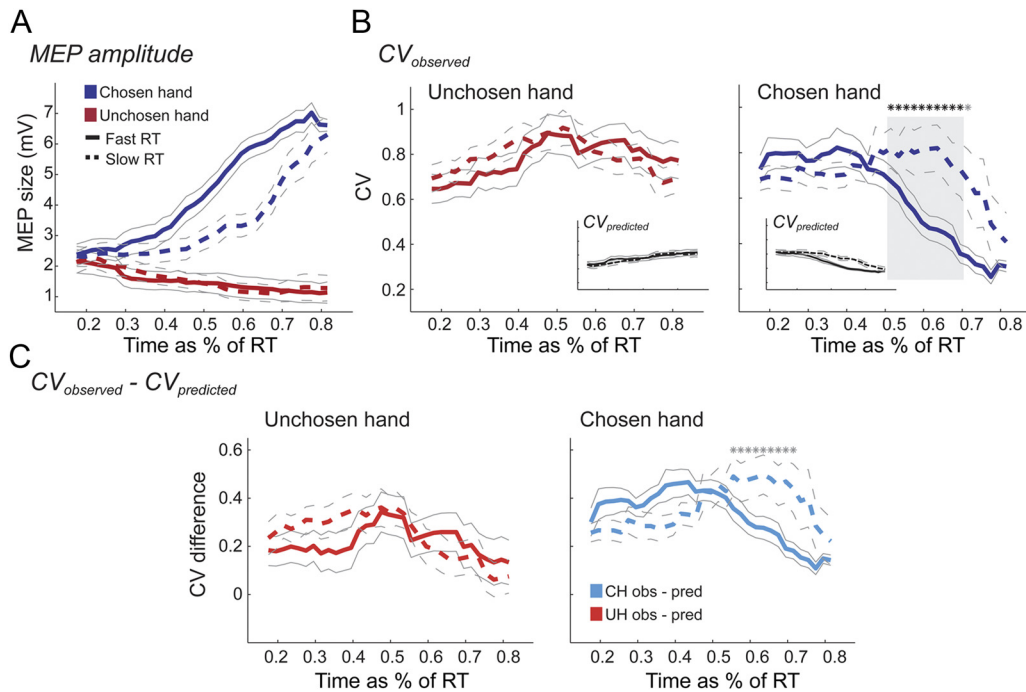 A
MEP amplitude
Chosen hand
Unchosen hand
Fast RT
Slow RT
MEP size (mV)
7
6
5
4
3
2
1
0.2 0.3 0.4 0.5 0.6 0.7 0.8
Time as % of RT
B
CVobserved
Unchosen hand
CV
1
0.8
0.6
0.4
0.2
CVpredicted
0.2 0.3 0.4 0.5 0.6 0.7 0.8
Time as % of RT
Chosen hand
***********
CVpredicted
0.2 0.3 0.4 0.5 0.6 0.7 0.8
Time as % of RT
C
CVobserved - CVpredicted
Unchosen hand
CV difference
0.6
0.4
0.2
0
0.2 0.3 0.4 0.5 0.6 0.7 0.8
Time as % of RT
Chosen hand
*********
CH obs - pred
UH obs - pred
0.2 0.3 0.4 0.5 0.6 0.7 0.8
Time as % of RT